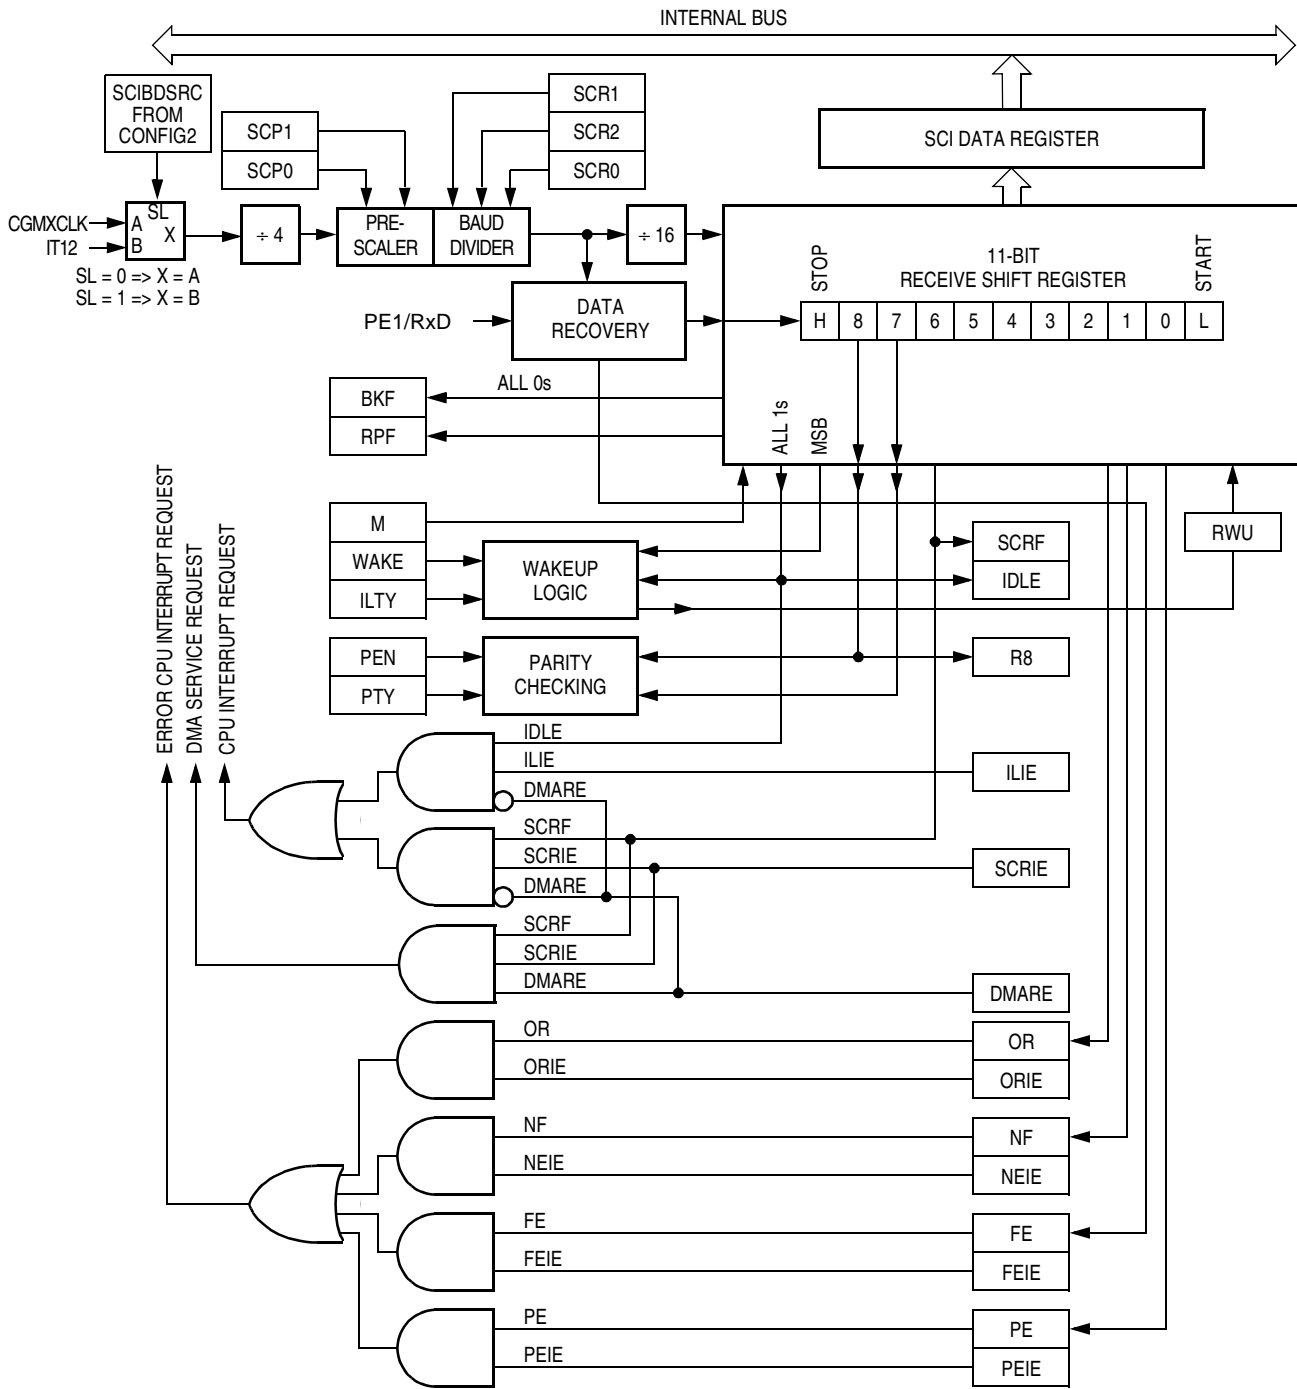 INTERNAL BUS
SCIBDSRC
FROM
CONFIG2
SCP1
SCP0
SCR1
SCR2
SCR0
SCI DATA REGISTER
CGMXCLK
IT12
SL
A
X
B
÷ 4
PRE-
SCALER
BAUD
DIVIDER
÷ 16
SL = 0 => X = A
SL = 1 => X = B
11-BIT
RECEIVE SHIFT REGISTER
STOP
START
H 8 7 6 5 4 3 2 1 0 L
PE1/RxD
DATA
RECOVERY
ALL 0s
BKF
RPF
ALL 1s
MSB
M
WAKE
ILTY
WAKEUP
LOGIC
SCRF
IDLE
RWU
PEN
PTY
PARITY
CHECKING
R8
ERROR CPU INTERRUPT REQUEST
DMA SERVICE REQUEST
CPU INTERRUPT REQUEST
IDLE
ILIE
ILIE
DMARE
SCRF
SCRIE
SCRIE
DMARE
SCRF
SCRIE
DMARE
DMARE
OR
OR
ORIE
ORIE
NF
NF
NEIE
NEIE
FE
FE
FEIE
FEIE
PE
PE
PEIE
PEIE